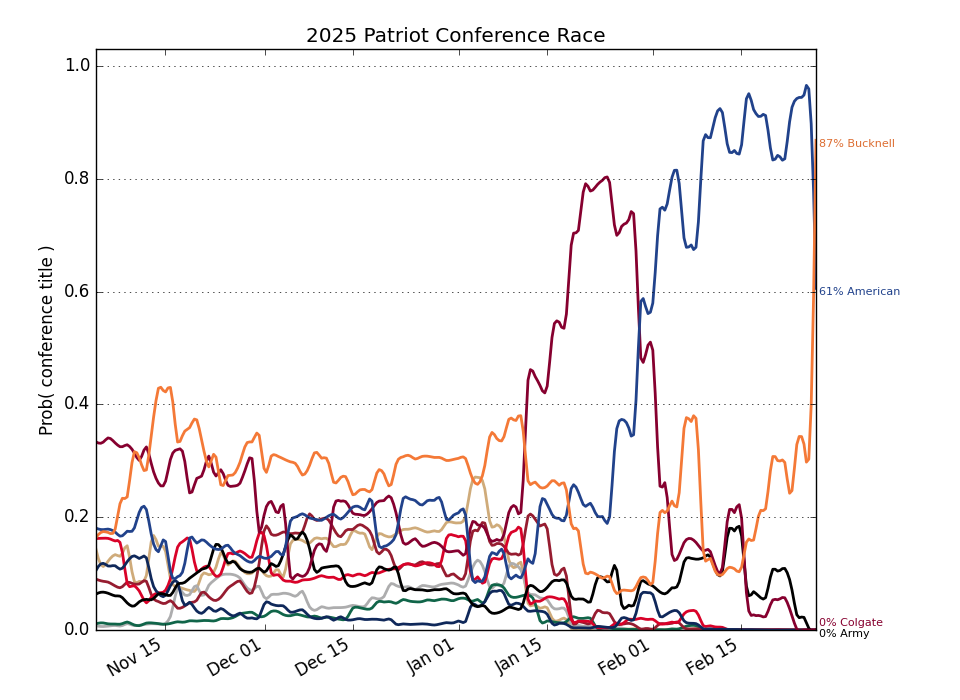 2025 Patriot Conference Race
Prob( conference title )
1.0
0.8
0.6
0.4
0.2
0.0
87% Bucknell
61% American
0% Colgate
0% Army
Nov 15
Dec 01
Dec 15
Jan 01
Jan 15
Feb 01
Feb 15